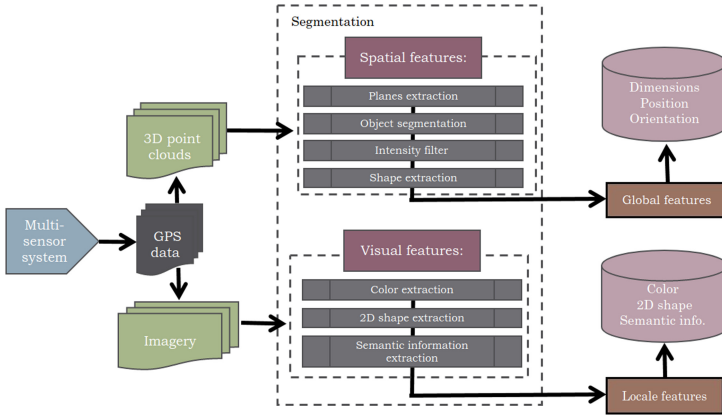 Segmentation
Spatial features:
Planes extraction
Object segmentation
Intensity filter
Shape extraction
Dimensions
Position
Orientation
Global features
3D point
clouds
Multi-
sensor
system
GPS
data
Imagery
Visual features:
Color extraction
2D shape extraction
Semantic information
extraction
Color
2D shape
Semantic info.
Locale features